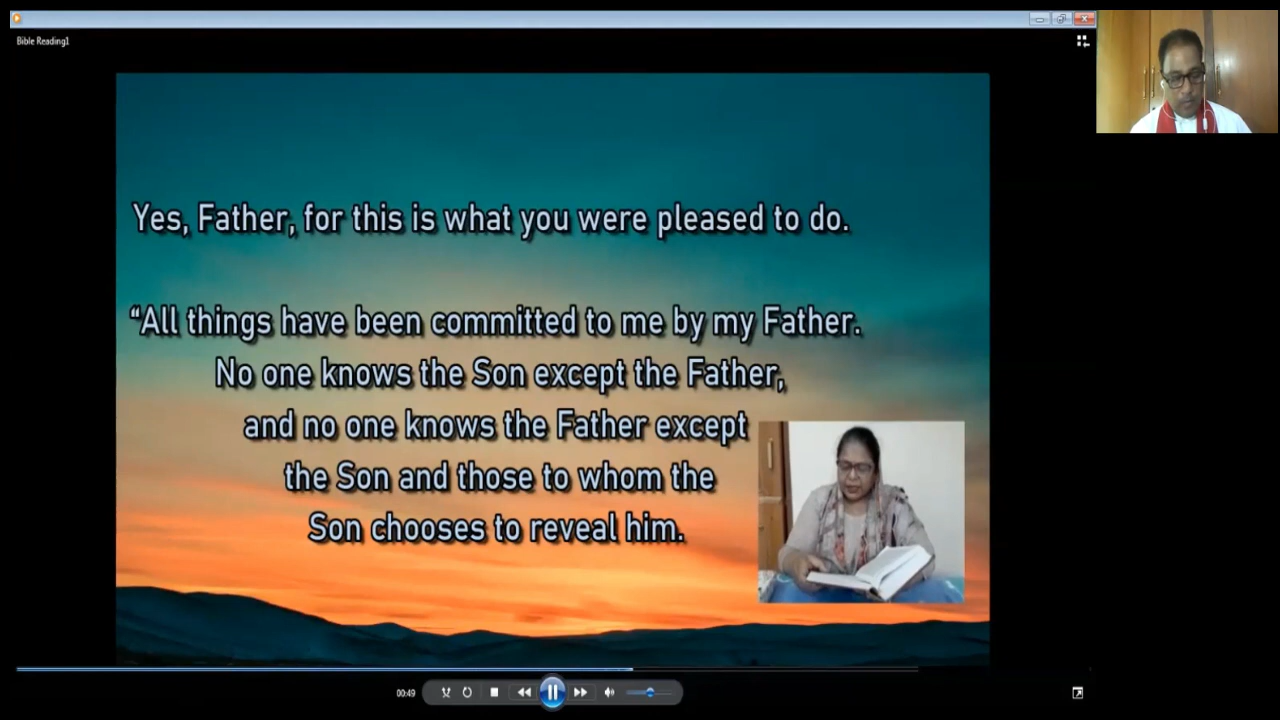 Bible Reading1
Yes, Father, for this is what you were pleased to do.
“All things have been committed to me by my Father.
No one knows the Son except the Father,
and no one knows the Father except
the Son and those to whom the
Son chooses to reveal him.
00:49